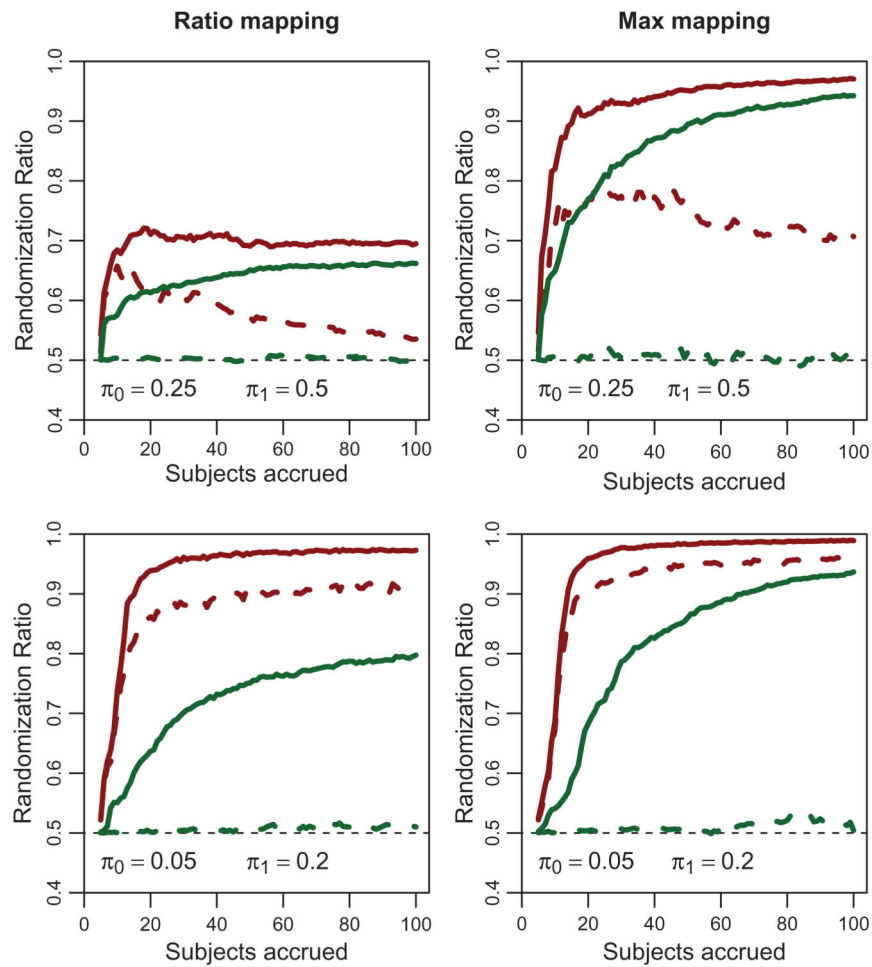 Ratio mapping
Max mapping
Randomization Ratio
1.0
0.9
0.8
0.7
0.6
0.5
0.4
π0 = 0.25 π1 = 0.5
0 20 40 60 80 100
Subjects accrued
Randomization Ratio
1.0
0.9
0.8
0.7
0.6
0.5
0.4
π0 = 0.25 π1 = 0.5
0 20 40 60 80 100
Subjects accrued
Randomization Ratio
1.0
0.9
0.8
0.7
0.6
0.5
0.4
π0 = 0.05 π1 = 0.2
0 20 40 60 80 100
Subjects accrued
Randomization Ratio
1.0
0.9
0.8
0.7
0.6
0.5
0.4
π0 = 0.05 π1 = 0.2
0 20 40 60 80 100
Subjects accrued